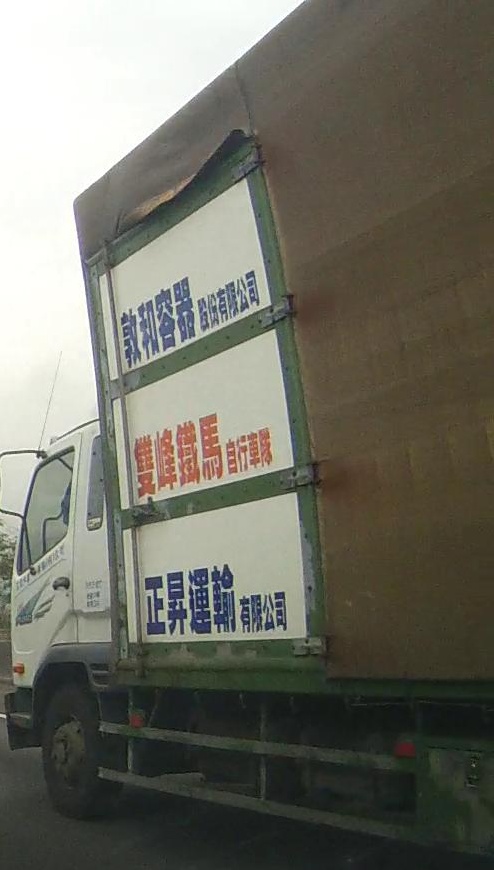 敦和容器 股份有限公司
雙峰鐵馬 自行車隊
正昇運輸 有限公司